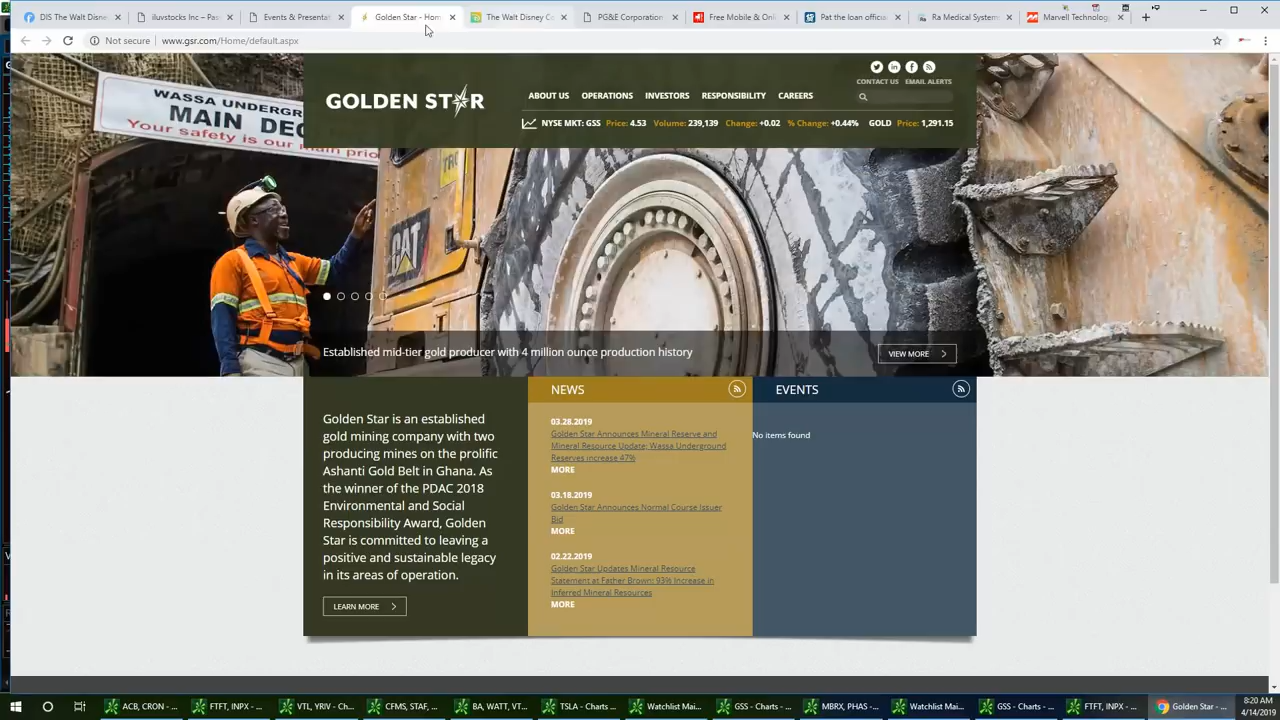 DIS The Walt Disne
iluvstocks Inc – Pas
Events & Presentat
Golden Star - Hom
The Walt Disney Co
PG&E Corporation
Free Mobile & Onli
Pat the loan officia
Ra Medical System
Marvell Technology
Not secure
www.gsr.com/Home/default.aspx
WASSA UNDERG
MAIN DEC
Your safety is our main prio
GOLDEN STAR
CONTACT US EMAIL ALERTS
ABOUT US OPERATIONS INVESTORS RESPONSIBILITY CAREERS
NYSE MKT: GSS Price: 4.53 Volume: 239,139 Change: +0.02 % Change: +0.44% GOLD Price: 1,291.15
CAT
Established mid-tier gold producer with 4 million ounce production history
VIEW MORE
Golden Star is an established
gold mining company with two
producing mines on the prolific
Ashanti Gold Belt in Ghana. As
the winner of the PDAC 2018
Environmental and Social
Responsibility Award, Golden
Star is committed to leaving a
positive and sustainable legacy
in its areas of operation.
LEARN MORE
NEWS
03.28.2019
Golden Star Announces Mineral Reserve and
Mineral Resource Update; Wassa Underground
Reserves increase 47%
MORE
03.18.2019
Golden Star Announces Normal Course Issuer
Bid
MORE
02.22.2019
Golden Star Updates Mineral Resource
Statement at Father Brown: 93% Increase in
Inferred Mineral Resources
MORE
EVENTS
No items found
ACB, CRON - ...
FTFT, INPX - ...
VTL, YRIV - Ch...
CFMS, STAF, ...
BA, WATT, VT...
TSLA - Charts ...
Watchlist Mai...
GSS - Charts - ...
MBRX, PHAS - ...
Watchlist Mai...
GSS - Charts - ...
FTFT, INPX - ...
Golden Star - ...
8:20 AM
4/14/2019